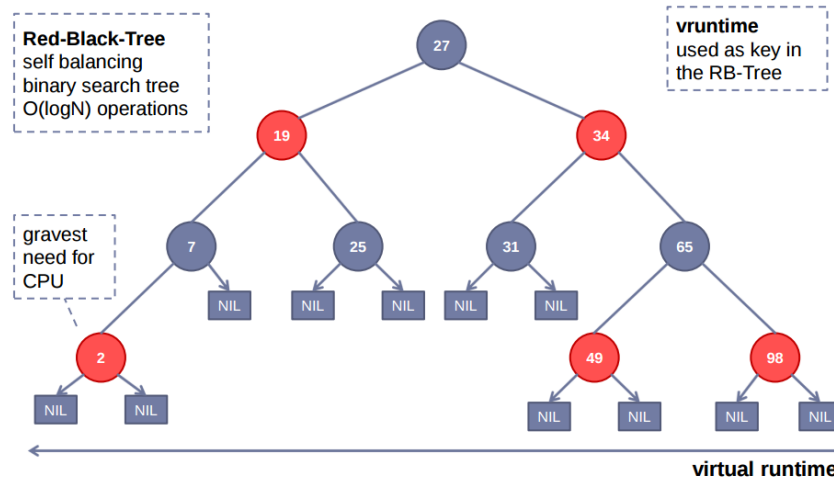 Red-Black-Tree
self balancing
binary search tree
O(logN) operations
27
vruntime
used as key in
the RB-Tree
19
34
gravest
need for
CPU
7
25
31
65
NIL
NIL
NIL
NIL
NIL
2
49
98
NIL
NIL
NIL
NIL
NIL
NIL
virtual runtime